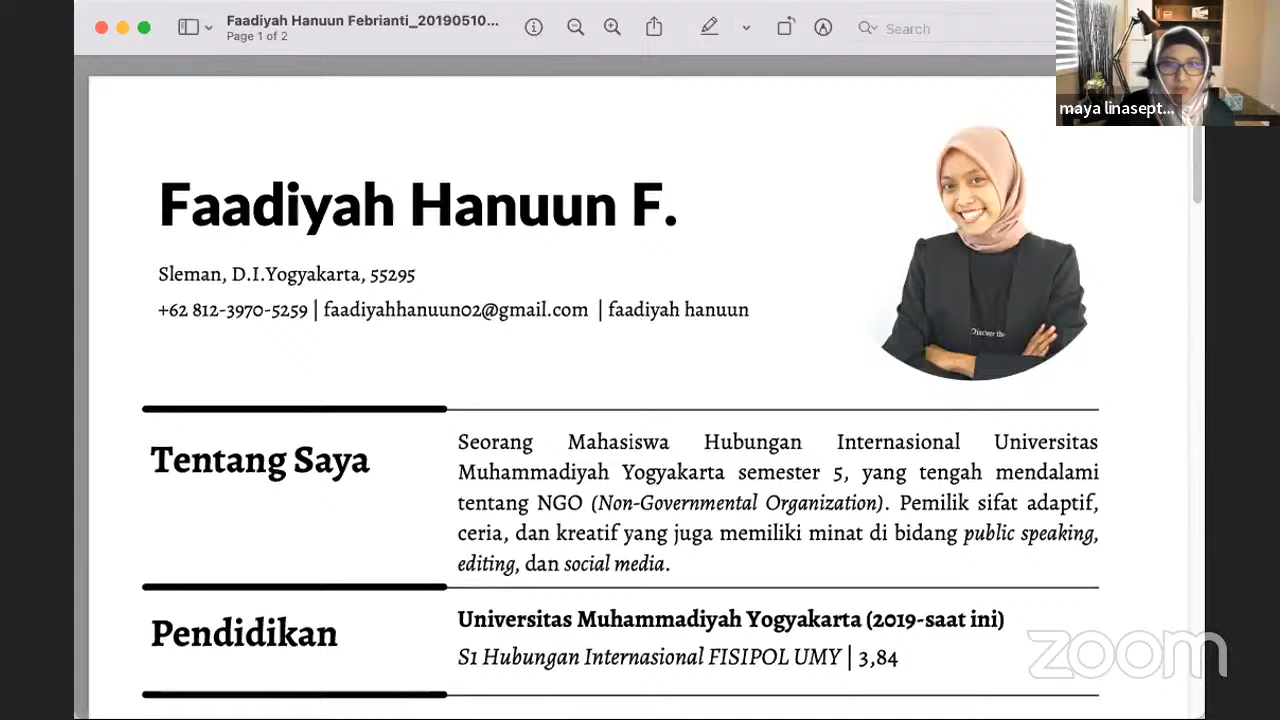 Faadiyah Hanuun Febrianti_20190510...
Page 1 of 2
Search
maya linasept...
Faadiyah Hanuun F.
Sleman, D.I.Yogyakarta, 55295
+62 812-3970-5259 | faadiyahhanuun02@gmail.com | faadiyah hanuun
Discover the
Tentang Saya
Seorang Mahasiswa Hubungan Internasional Universitas
Muhammadiyah Yogyakarta semester 5, yang tengah mendalami
tentang NGO (Non-Governmental Organization). Pemilik sifat adaptif,
ceria, dan kreatif yang juga memiliki minat di bidang public speaking,
editing, dan social media.
Pendidikan
Universitas Muhammadiyah Yogyakarta (2019-saat ini)
S1 Hubungan Internasional FISIPOL UMY | 3,84
zoom